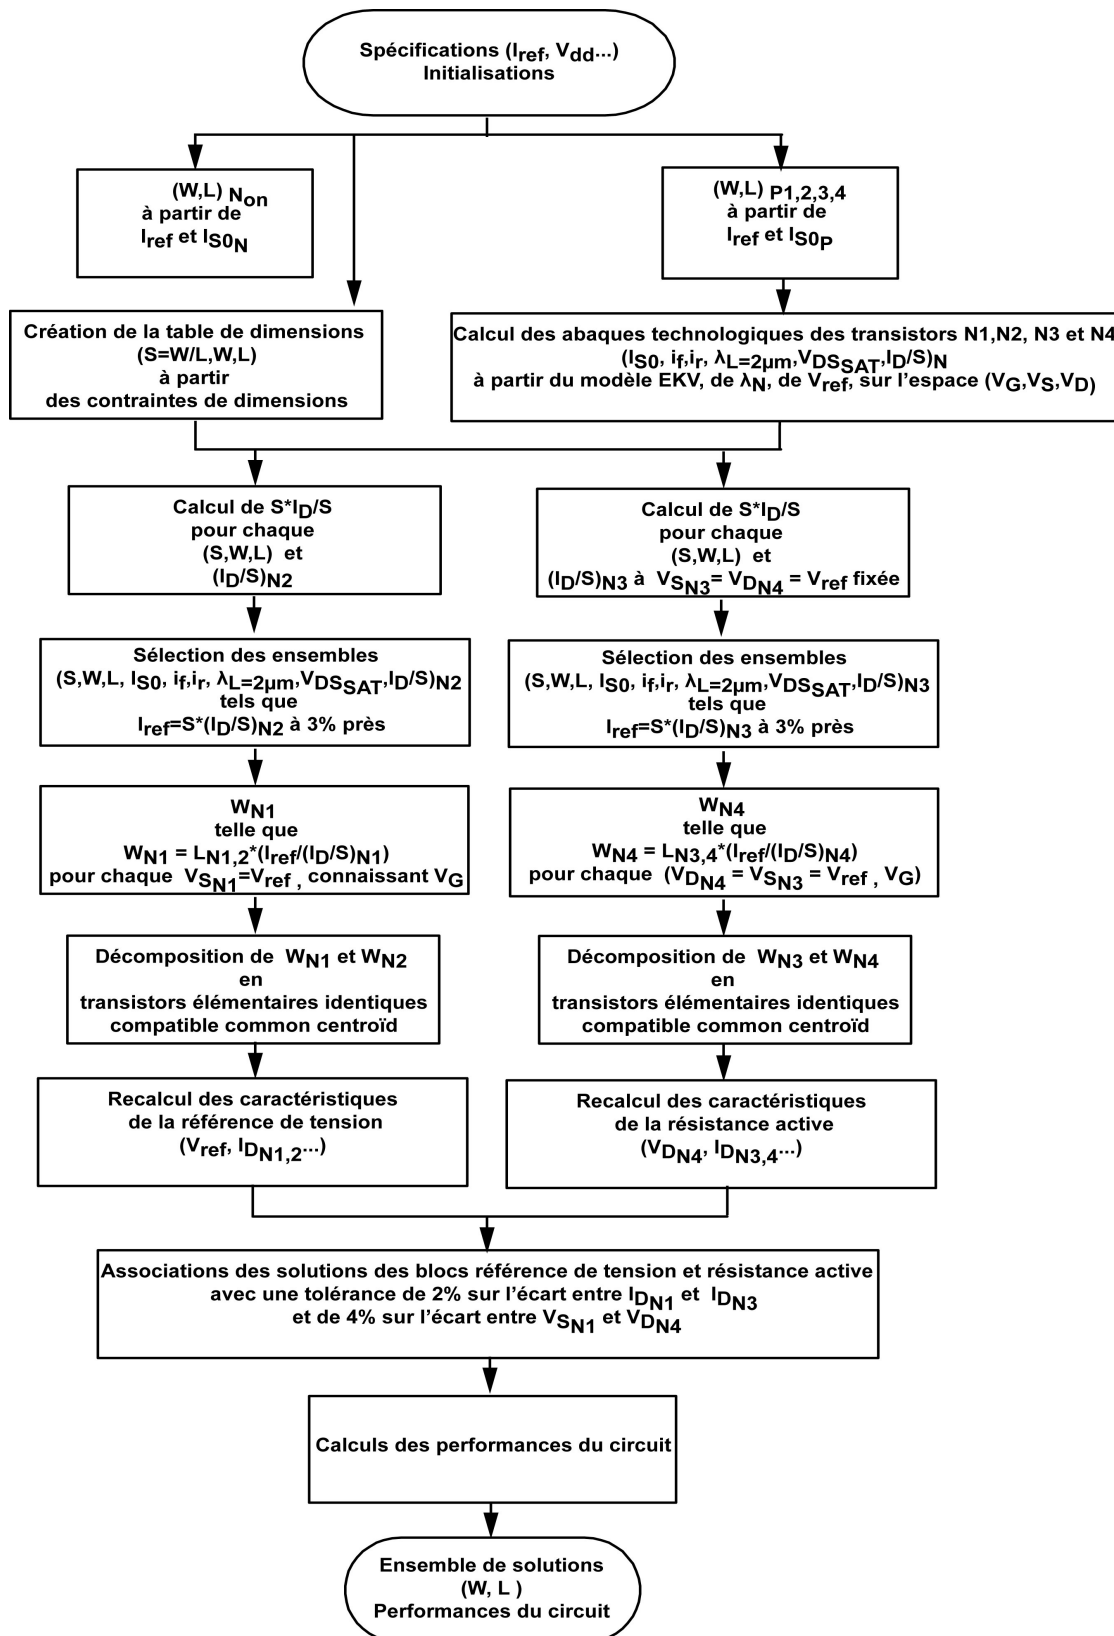 Spécifications (Iref, Vdd...)
Initialisations
(W,L) Non
à partir de
Iref et IS0N
(W,L) P1,2,3,4
à partir de
Iref et IS0P
Création de la table de dimensions
(S=W/L,W,L)
à partir
des contraintes de dimensions
Calcul des abaques technologiques des transistors N1,N2, N3 et N4
(IS0, if,ir, λL=2µm,VDSSAT,ID/S)N
à partir du modèle EKV, de λN, de Vref, sur l'espace (VG,VS,VD)
Calcul de S*ID/S
pour chaque
(S,W,L) et
(ID/S)N2
Calcul de S*ID/S
pour chaque
(S,W,L) et
(ID/S)N3 à VSN3= VDN4 = Vref fixée
Sélection des ensembles
(S,W,L, IS0, if,ir, λL=2µm,VDSSAT,ID/S)N2
tels que
Iref=S*(ID/S)N2 à 3% près
Sélection des ensembles
(S,W,L, IS0, if,ir, λL=2µm,VDSSAT,ID/S)N3
tels que
Iref=S*(ID/S)N3 à 3% près
WN1
telle que
WN1 = LN1,2*(Iref/(ID/S)N1)
pour chaque VSN1=Vref , connaissant VG
WN4
telle que
WN4 = LN3,4*(Iref/(ID/S)N4)
pour chaque (VDN4 = VSN3 = Vref , VG)
Décomposition de WN1 et WN2
en
transistors élémentaires identiques
compatible common centroïd
Décomposition de WN3 et WN4
en
transistors élémentaires identiques
compatible common centroïd
Recalcul des caractéristiques
de la référence de tension
(Vref, IDN1,2...)
Recalcul des caractéristiques
de la résistance active
(VDN4, IDN3,4...)
Associations des solutions des blocs référence de tension et résistance active
avec une tolérance de 2% sur l'écart entre IDN1 et IDN3
et de 4% sur l'écart entre VSN1 et VDN4
Calculs des performances du circuit
Ensemble de solutions
(W, L )
Performances du circuit